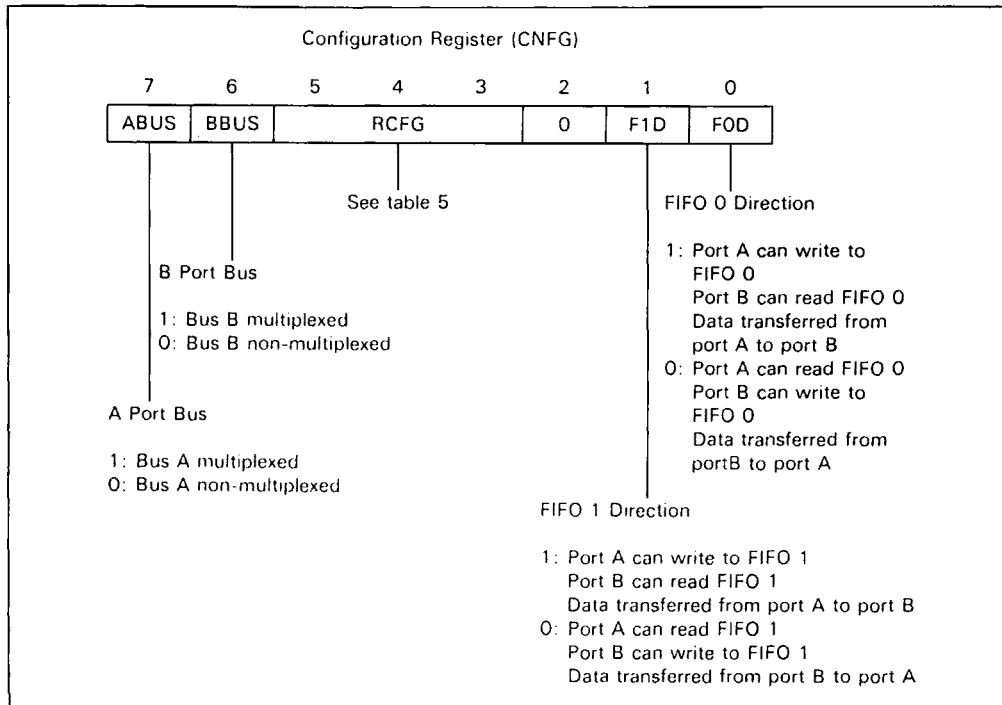 Configuration Register (CNFG)
7 6 5 4 3 2 1 0
ABUS BBUS RCFG 0 F1D F0D
See table 5
FIFO 0 Direction
1: Port A can write to
FIFO 0
Port B can read FIFO 0
Data transferred from
port A to port B
0: Port A can read FIFO 0
Port B can write to
FIFO 0
Data transferred from
portB to port A
B Port Bus
1: Bus B multiplexed
0: Bus B non-multiplexed
A Port Bus
1: Bus A multiplexed
0: Bus A non-multiplexed
FIFO 1 Direction
1: Port A can write to FIFO 1
Port B can read FIFO 1
Data transferred from port A to port B
0: Port A can read FIFO 1
Port B can write to FIFO 1
Data transferred from port B to port A